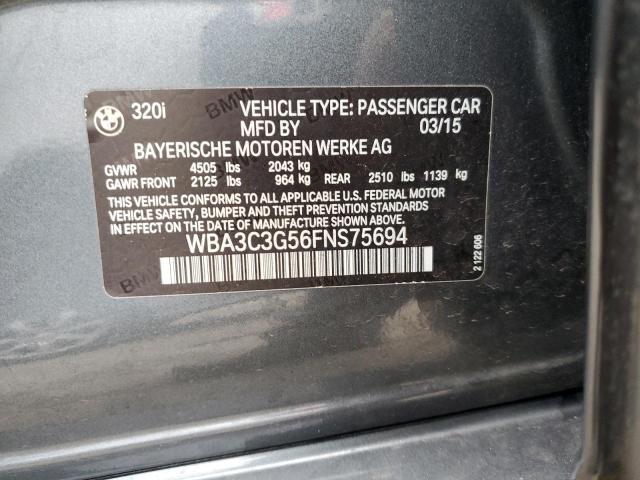 320i VEHICLE TYPE: PASSENGER CAR
MFD BY 03/15
BAYERISCHE MOTOREN WERKE AG
GVWR 4505 lbs 2043 kg
GAWR FRONT 2125 lbs 964 kg REAR 2510 lbs 1139 kg
THIS VEHICLE CONFORMS TO ALL APPLICABLE U.S. FEDERAL MOTOR
VEHICLE SAFETY, BUMPER, AND THEFT PREVENTION STANDARDS
IN EFFECT ON THE DATE OF MANUFACTURE SHOWN ABOVE.
WBA3C3G56FNS75694
2 122 606